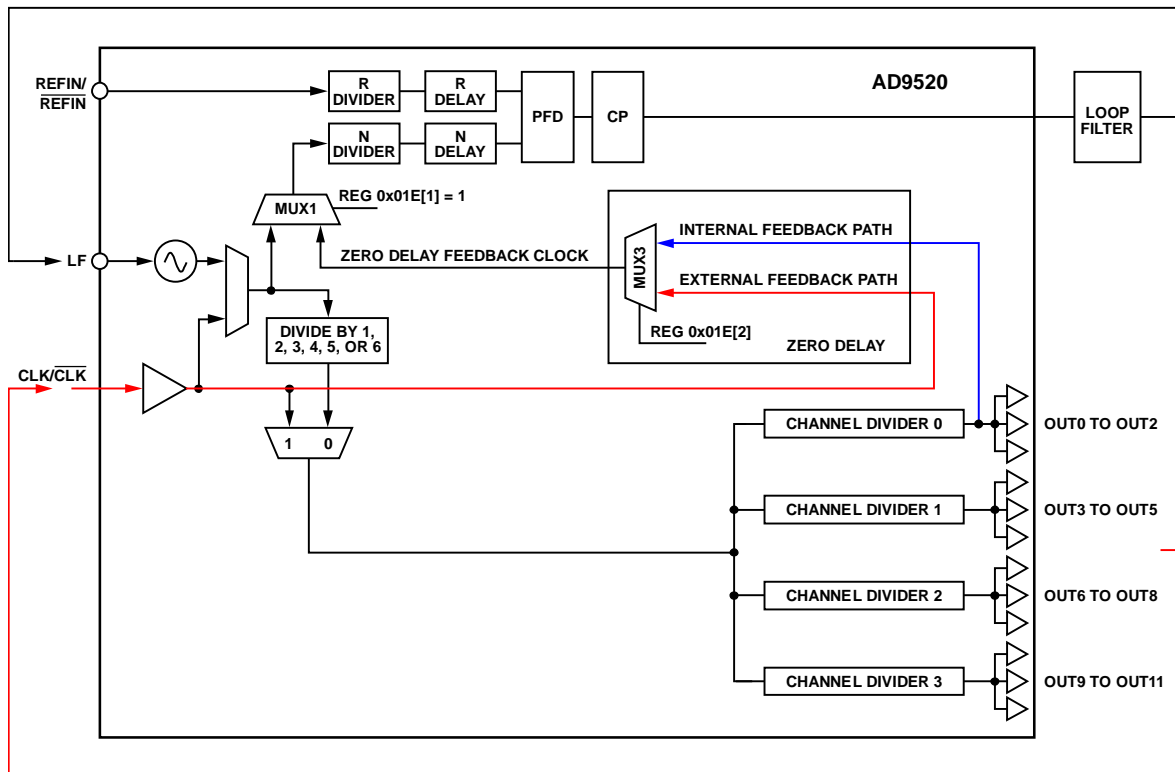 AD9520
REFIN/
REFIN
R
DIVIDER
R
DELAY
PFD
CP
LOOP
FILTER
N
DIVIDER
N
DELAY
REG 0x01E[1] = 1
MUX1
INTERNAL FEEDBACK PATH
ZERO DELAY FEEDBACK CLOCK
MUX3
EXTERNAL FEEDBACK PATH
LF
REG 0x01E[2]
ZERO DELAY
DIVIDE BY 1,
2, 3, 4, 5, OR 6
CLK/CLK
1 0
CHANNEL DIVIDER 0
OUT0 TO OUT2
CHANNEL DIVIDER 1
OUT3 TO OUT5
CHANNEL DIVIDER 2
OUT6 TO OUT8
CHANNEL DIVIDER 3
OUT9 TO OUT11